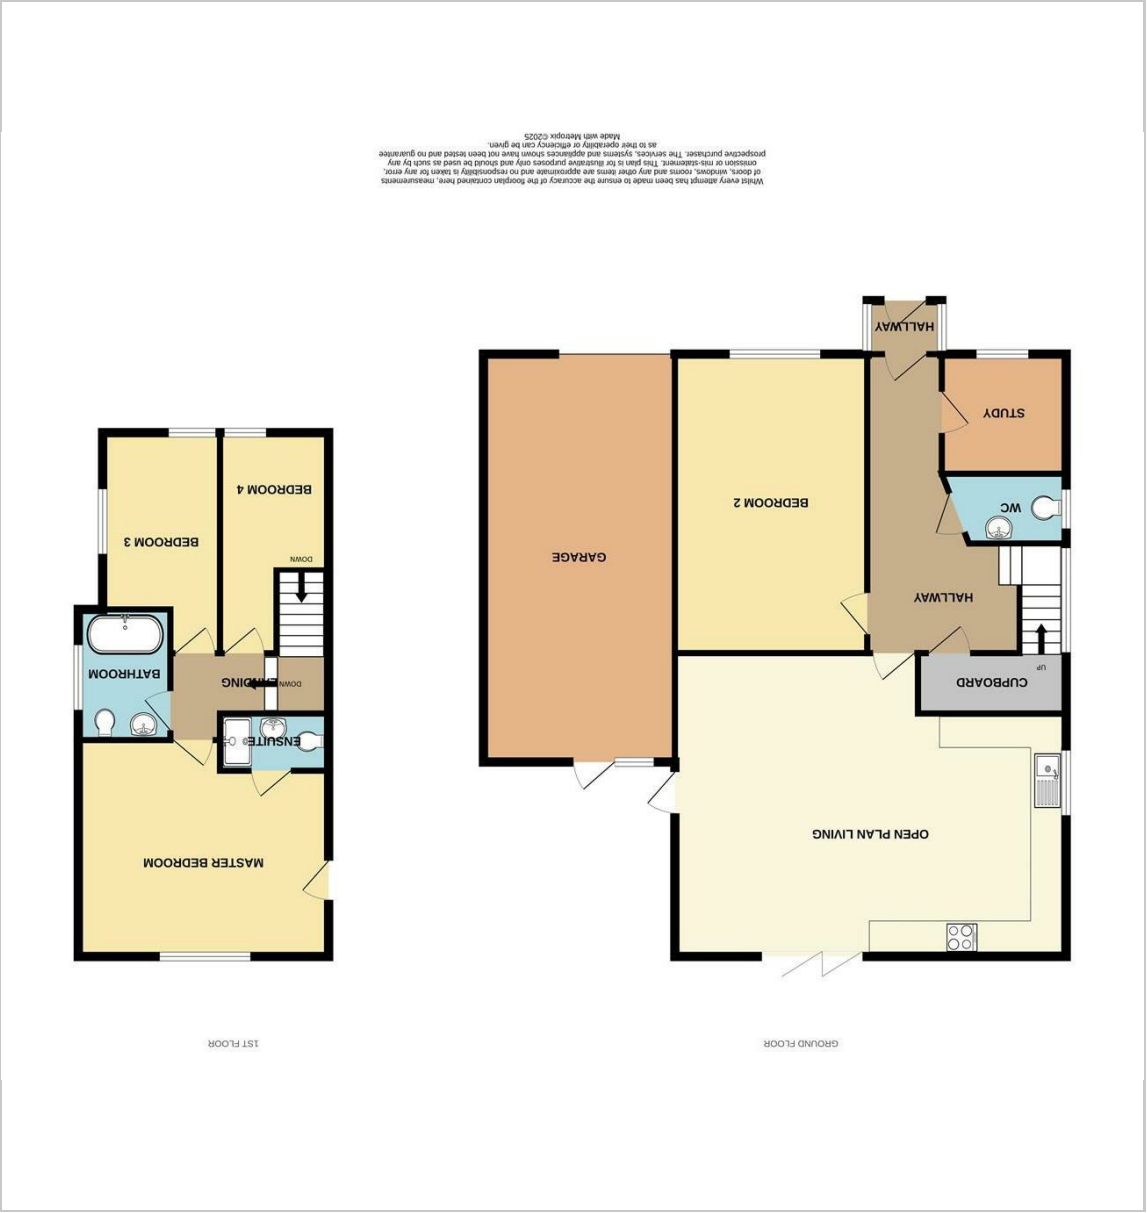 GROUND FLOOR
1ST FLOOR
OPEN PLAN LIVING
CUPBOARD
UP
HALLWAY
GARAGE
WC
BEDROOM 2
STUDY
HALLWAY
MASTER BEDROOM
ENSUITE
DOWN
LANDING
BATHROOM
DOWN
BEDROOM 3
BEDROOM 4
Whilst every attempt has been made to ensure the accuracy of the floorplan contained here, measurements
of doors, windows, rooms and any other items are approximate and no responsibility is taken for any error,
omission or mis-statement. This plan is for illustrative purposes only and should be used as such by any
prospective purchaser. The services, systems and appliances shown have not been tested and no guarantee
as to their operability or efficiency can be given.
Made with Metropix ©2025